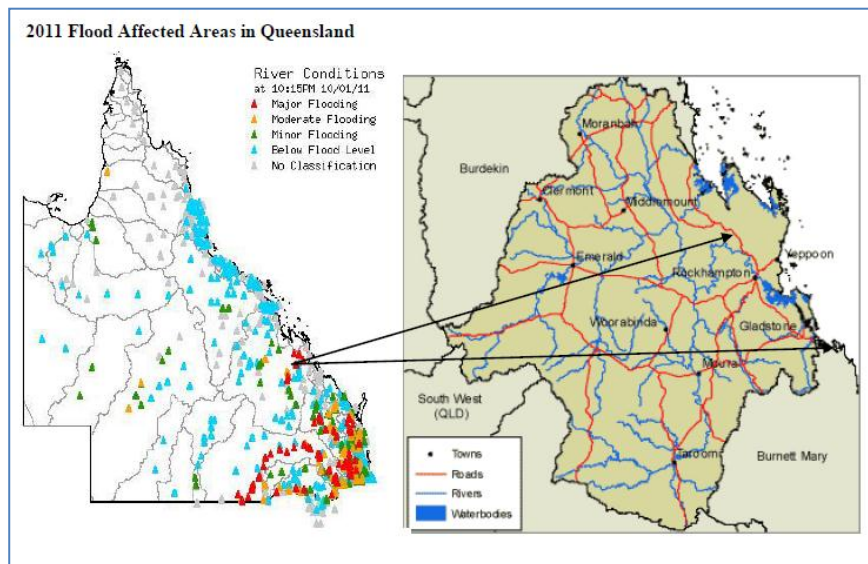 2011 Flood Affected Areas in Queensland
River Conditions
at 10:15PM 10/01/11
Major Flooding
Moderate Flooding
Minor Flooding
Below Flood Level
No Classification
Moranbah
Burdekin
Clermont
Middlemount
Emerald
Yeppoon
Rockhampton
Woorabinda
Gladstone
Moura
South West
(QLD)
Taroom
Burnett Mary
Towns
Roads
Rivers
Waterbodies